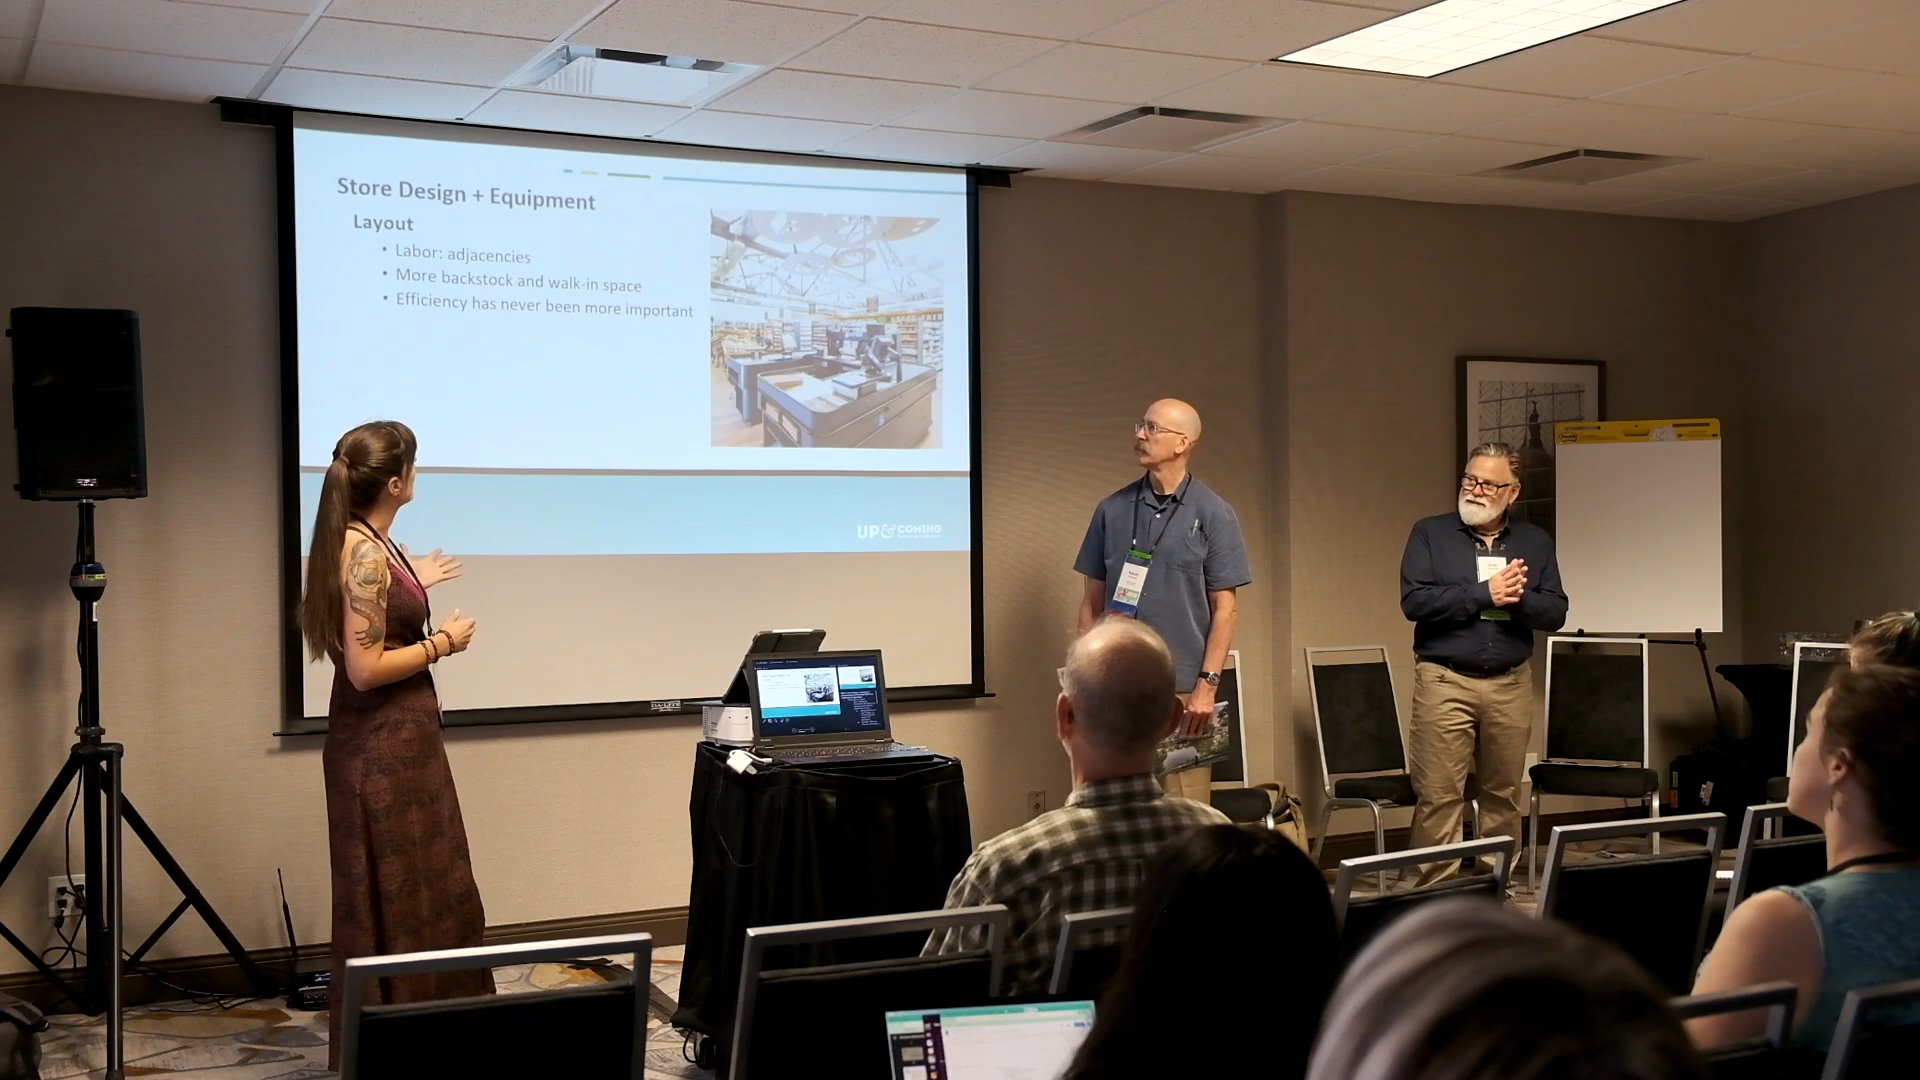 Store Design + Equipment
Layout
• Labor: adjacencies
• More backstock and walk-in space
• Efficiency has never been more important
UP& COMING